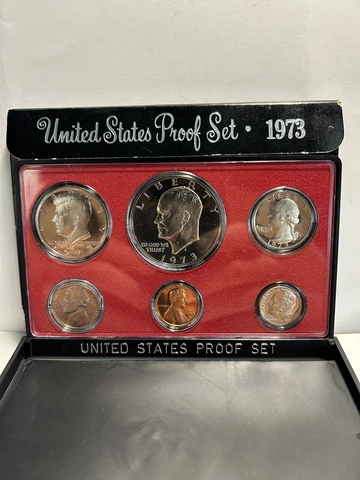 United States Proof Set · 1973
LIBERTY
IN GOD WE
TRUST
1973
UNITED STATES PROOF SET